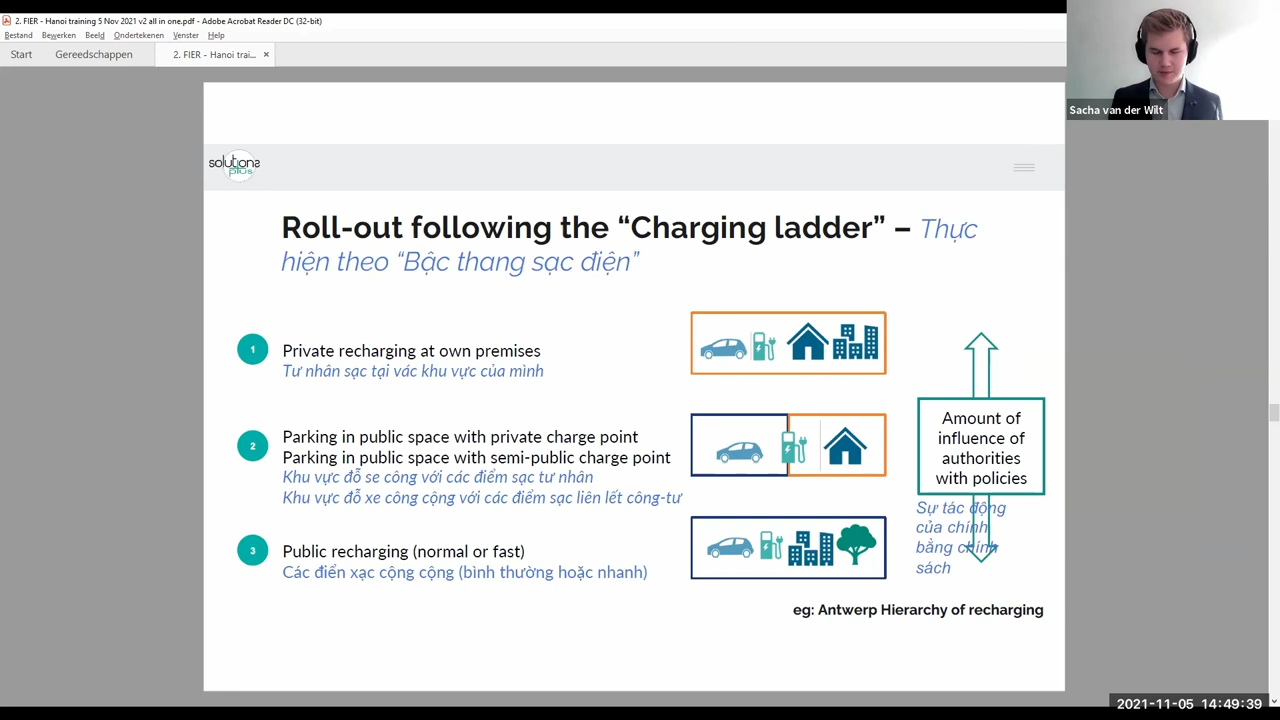 2. FIER - Hanoi training 5 Nov 2021 v2 all in one.pdf - Adobe Acrobat Reader DC (32-bit)
Bestand Bewerken Beeld Ondertekenen Venster Help
Start Gereedschappen 2. FIER - Hanoi trai... ×
Sacha van der Wilt
solutions
plus
Roll-out following the “Charging ladder” – Thực
hiện theo “Bậc thang sạc điện”
1
Private recharging at own premises
Tư nhân sạc tại vác khu vực của mình
2
Parking in public space with private charge point
Parking in public space with semi-public charge point
Khu vực đỗ se công với các điểm sạc tư nhân
Khu vực đỗ xe công cộng với các điểm sạc liên lết công-tư
3
Public recharging (normal or fast)
Các điển xạc cộng cộng (bình thường hoặc nhanh)
Amount of
influence of
authorities
with policies
Sự tác động
của chính
bằng chính
sách
eg: Antwerp Hierarchy of recharging
2021-11-05 14:49:39